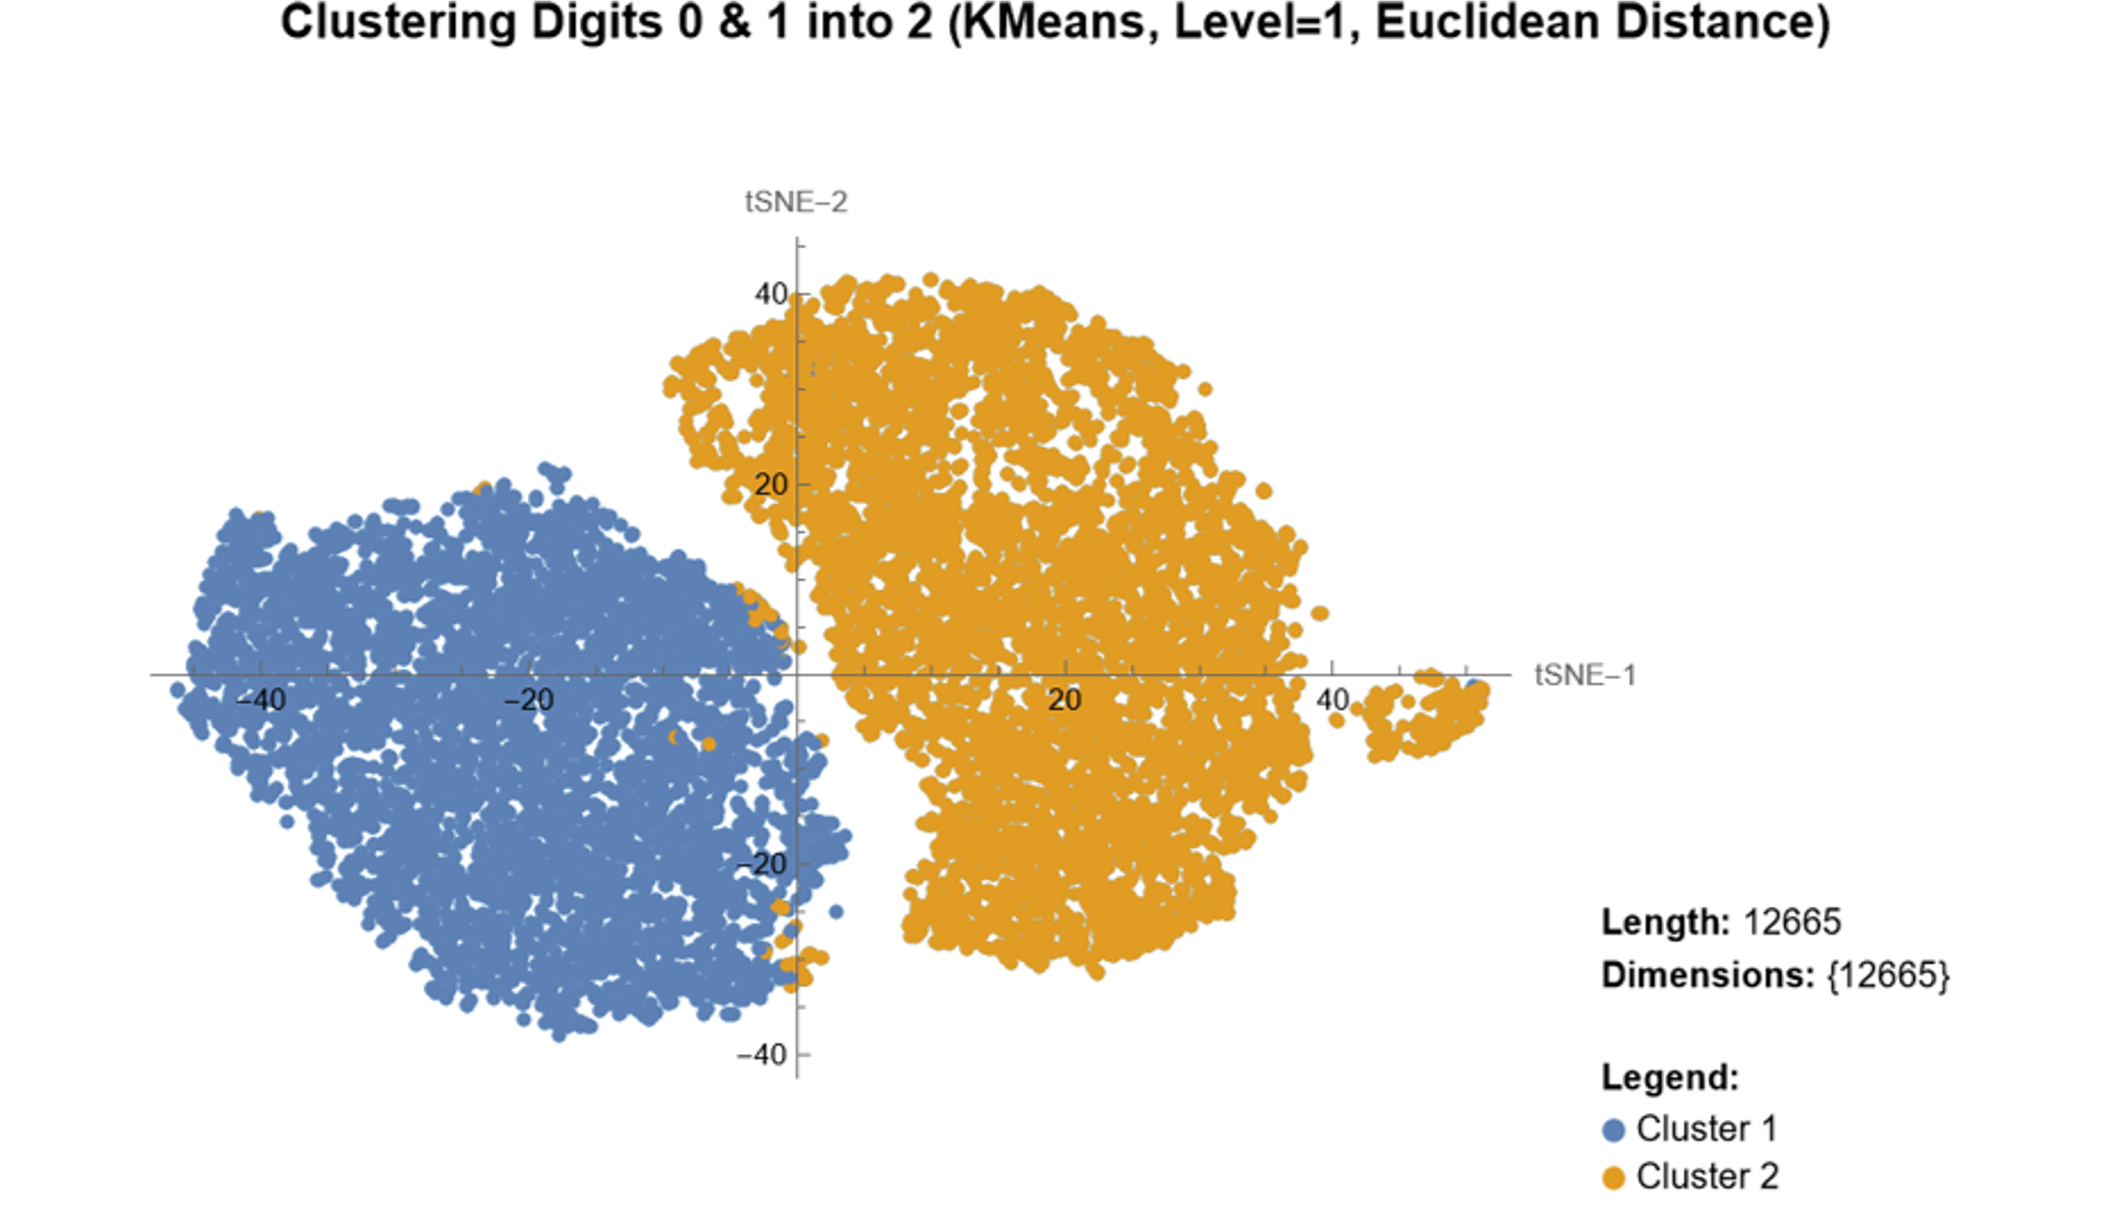 Clustering Digits 0 & 1 into 2 (KMeans, Level=1, Euclidean Distance)
tSNE–2
40
20
–40
–20
20
40
tSNE–1
–20
–40
Length: 12665
Dimensions: {12665}
Legend:
Cluster 1
Cluster 2